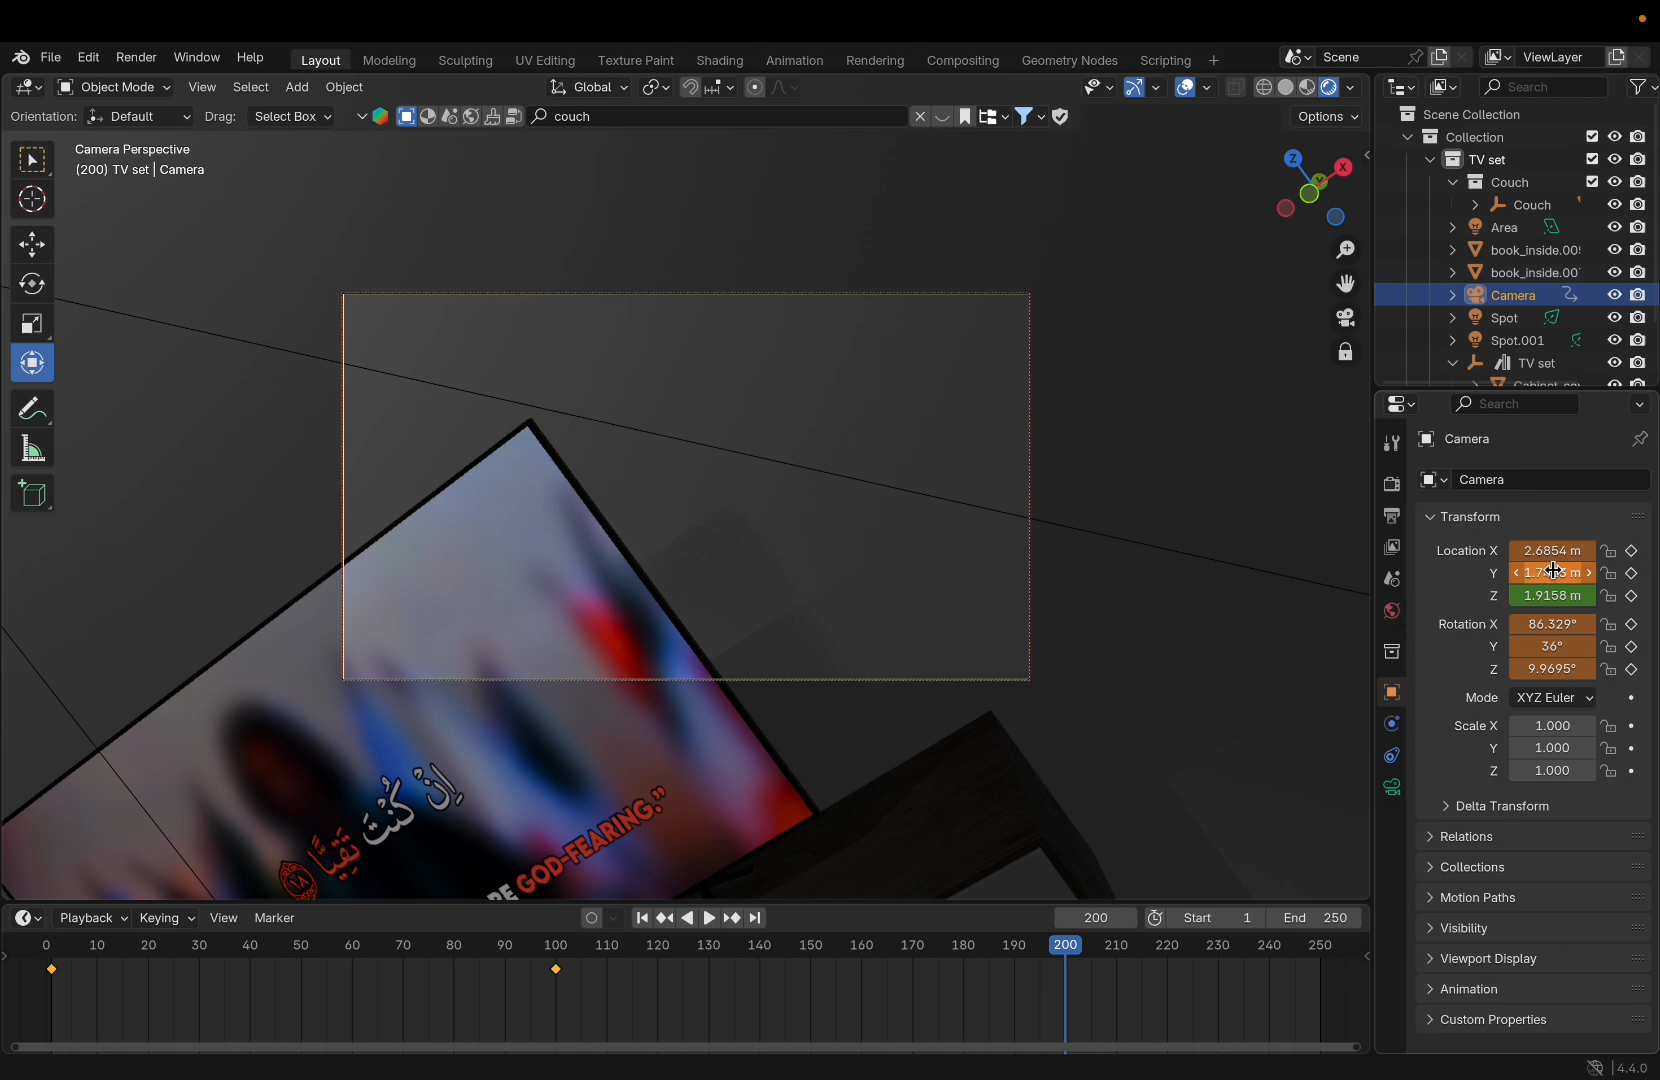 File Edit Render Window Help Layout Modeling Sculpting UV Editing Texture Paint Shading Animation Rendering Compositing Geometry Nodes Scripting + Scene ViewLayer
Object Mode View Select Add Object Global Search
Orientation: Default Drag: Select Box couch Options
Camera Perspective
(200) TV set | Camera
Z X Y
إِنْ كُنْتَ تَقِيًّا ١٨
RE GOD-FEARING."
Scene Collection
Collection
TV set
Couch
Couch
Area
book_inside.00
book_inside.00
Camera
Spot
Spot.001
TV set
Search
Camera
Camera
Transform
Location X 2.6854 m
Y
Z 1.9158 m
Rotation X 86.329°
Y 36°
Z 9.9695°
Mode XYZ Euler
Scale X 1.000
Y 1.000
Z 1.000
Delta Transform
Relations
Collections
Motion Paths
Visibility
Viewport Display
Animation
Custom Properties
Playback Keying View Marker 200 Start 1 End 250
0 10 20 30 40 50 60 70 80 90 100 110 120 130 140 150 160 170 180 190 200 210 220 230 240 250
4.4.0